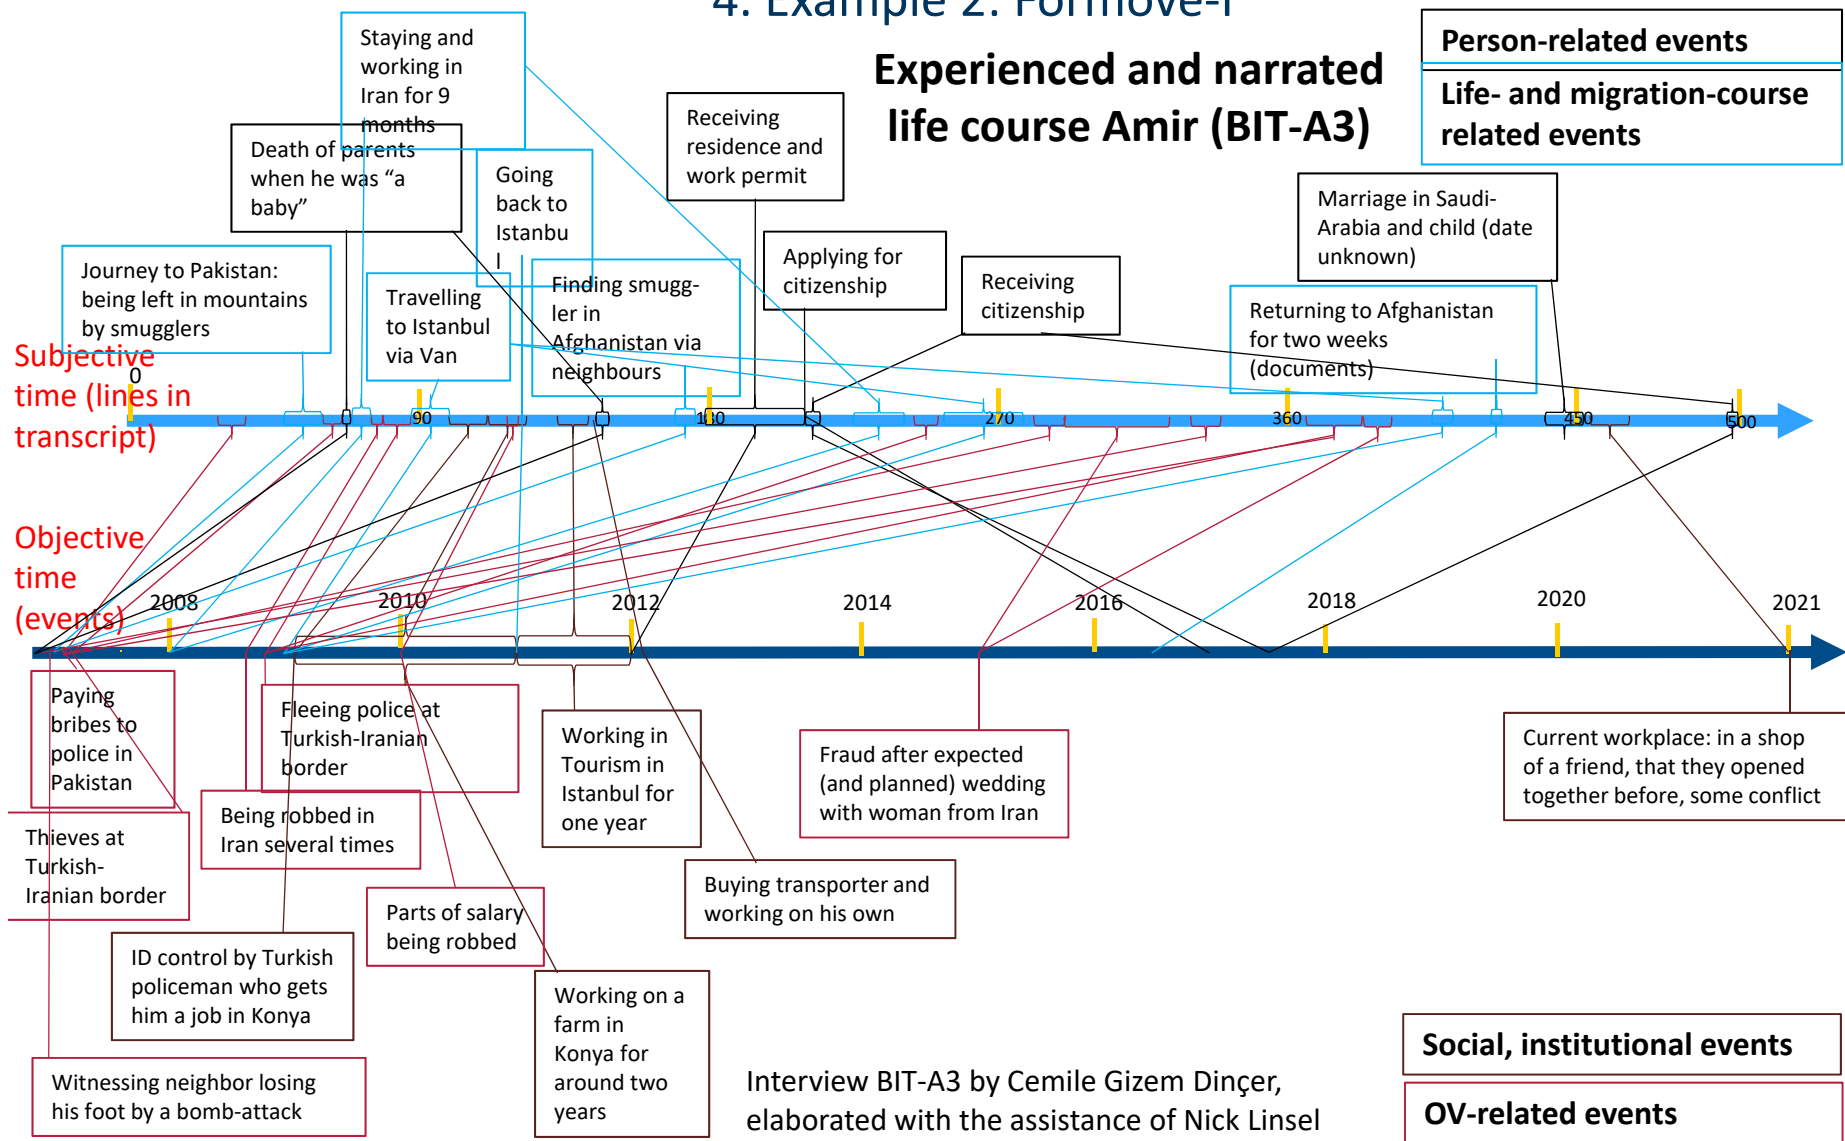 4. Example 2: Formove-I
Experienced and narrated
life course Amir (BIT-A3)
Person-related events
Life- and migration-course
related events
Staying and
working in
Iran for 9
months
Death of parents
when he was “a
baby”
Going
back to
Istanbu
l
Receiving
residence and
work permit
Marriage in Saudi-
Arabia and child (date
unknown)
Journey to Pakistan:
being left in mountains
by smugglers
Travelling
to Istanbul
via Van
Finding smugg-
ler in
Afghanistan via
neighbours
Applying for
citizenship
Receiving
citizenship
Returning to Afghanistan
for two weeks
(documents)
Subjective
time (lines in
transcript)
0
90
180
270
360
450
500
Objective
time
(events)
2008
2010
2012
2014
2016
2018
2020
2021
Paying
bribes to
police in
Pakistan
Fleeing police at
Turkish-Iranian
border
Working in
Tourism in
Istanbul for
one year
Fraud after expected
(and planned) wedding
with woman from Iran
Current workplace: in a shop
of a friend, that they opened
together before, some conflict
Thieves at
Turkish-
Iranian border
Being robbed in
Iran several times
Parts of salary
being robbed
Buying transporter and
working on his own
ID control by Turkish
policeman who gets
him a job in Konya
Working on a
farm in
Konya for
around two
years
Witnessing neighbor losing
his foot by a bomb-attack
Interview BIT-A3 by Cemile Gizem Dinçer,
elaborated with the assistance of Nick Linsel
Social, institutional events
OV-related events